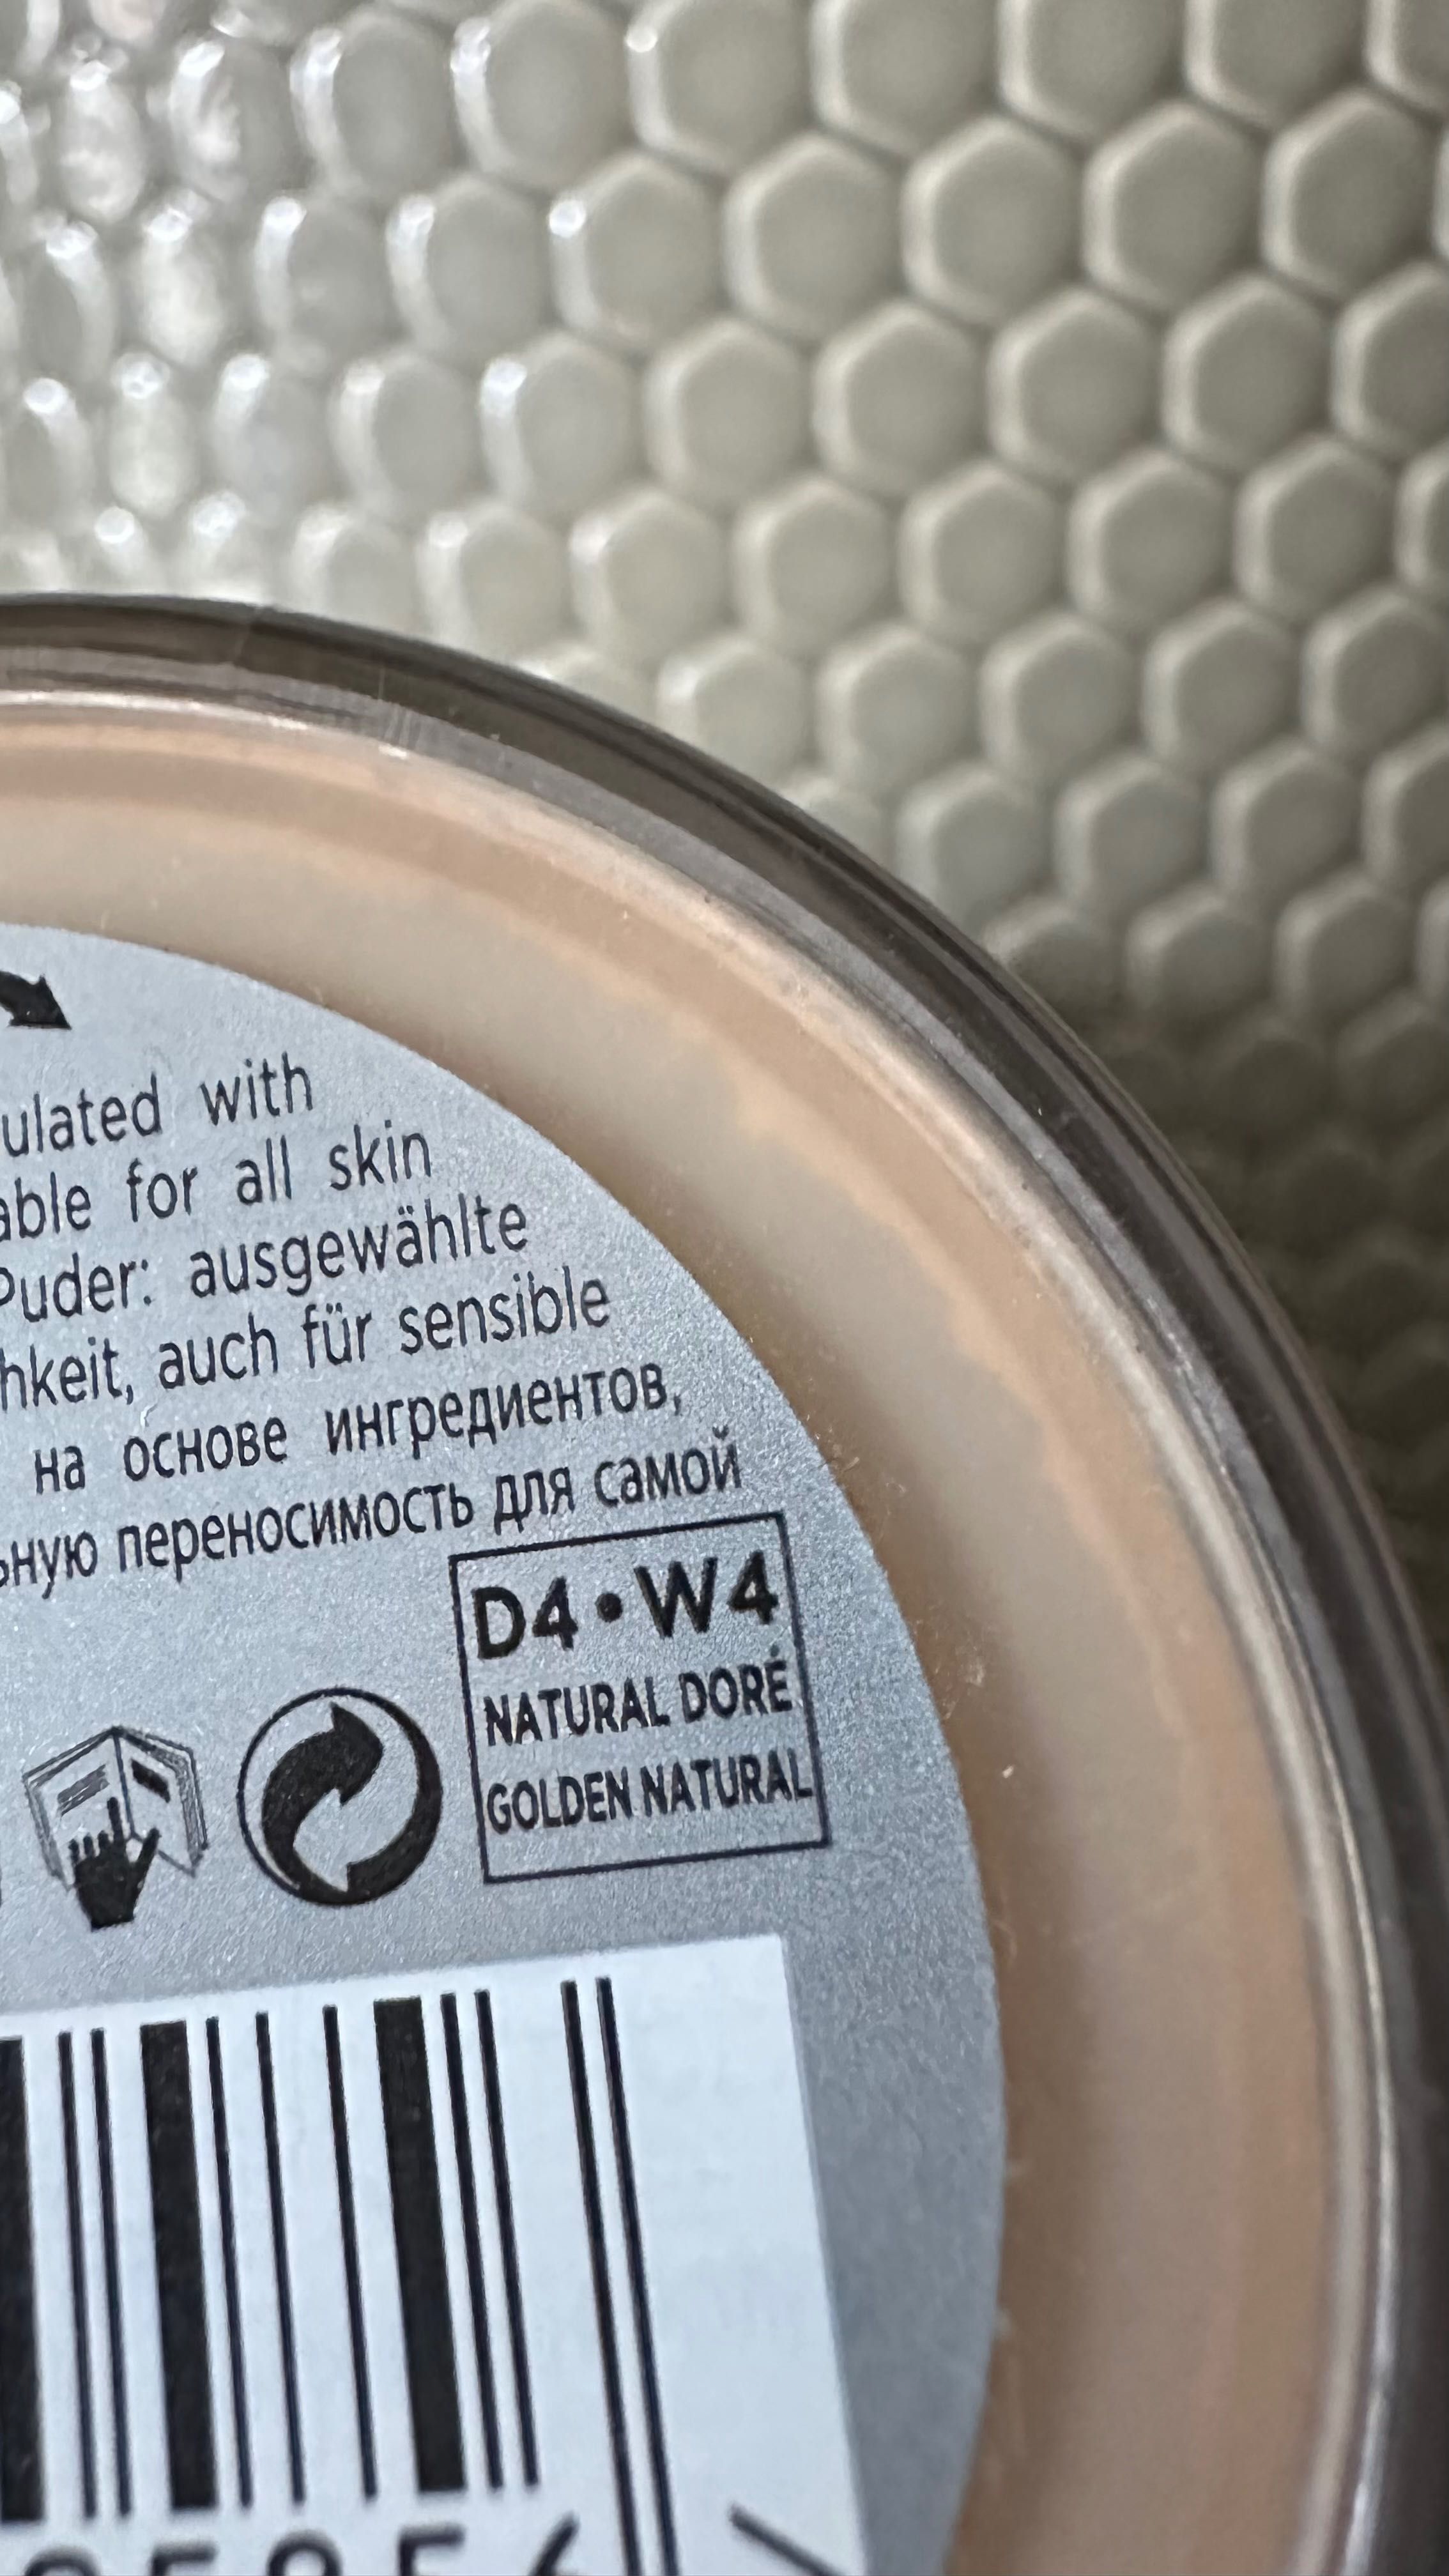 ulated with
able for all skin
Puder: ausgewählte
hkeit, auch für sensible
на основе ингредиентов,
ьную переносимость для самой
D4•W4
NATURAL DORÉ
GOLDEN NATURAL